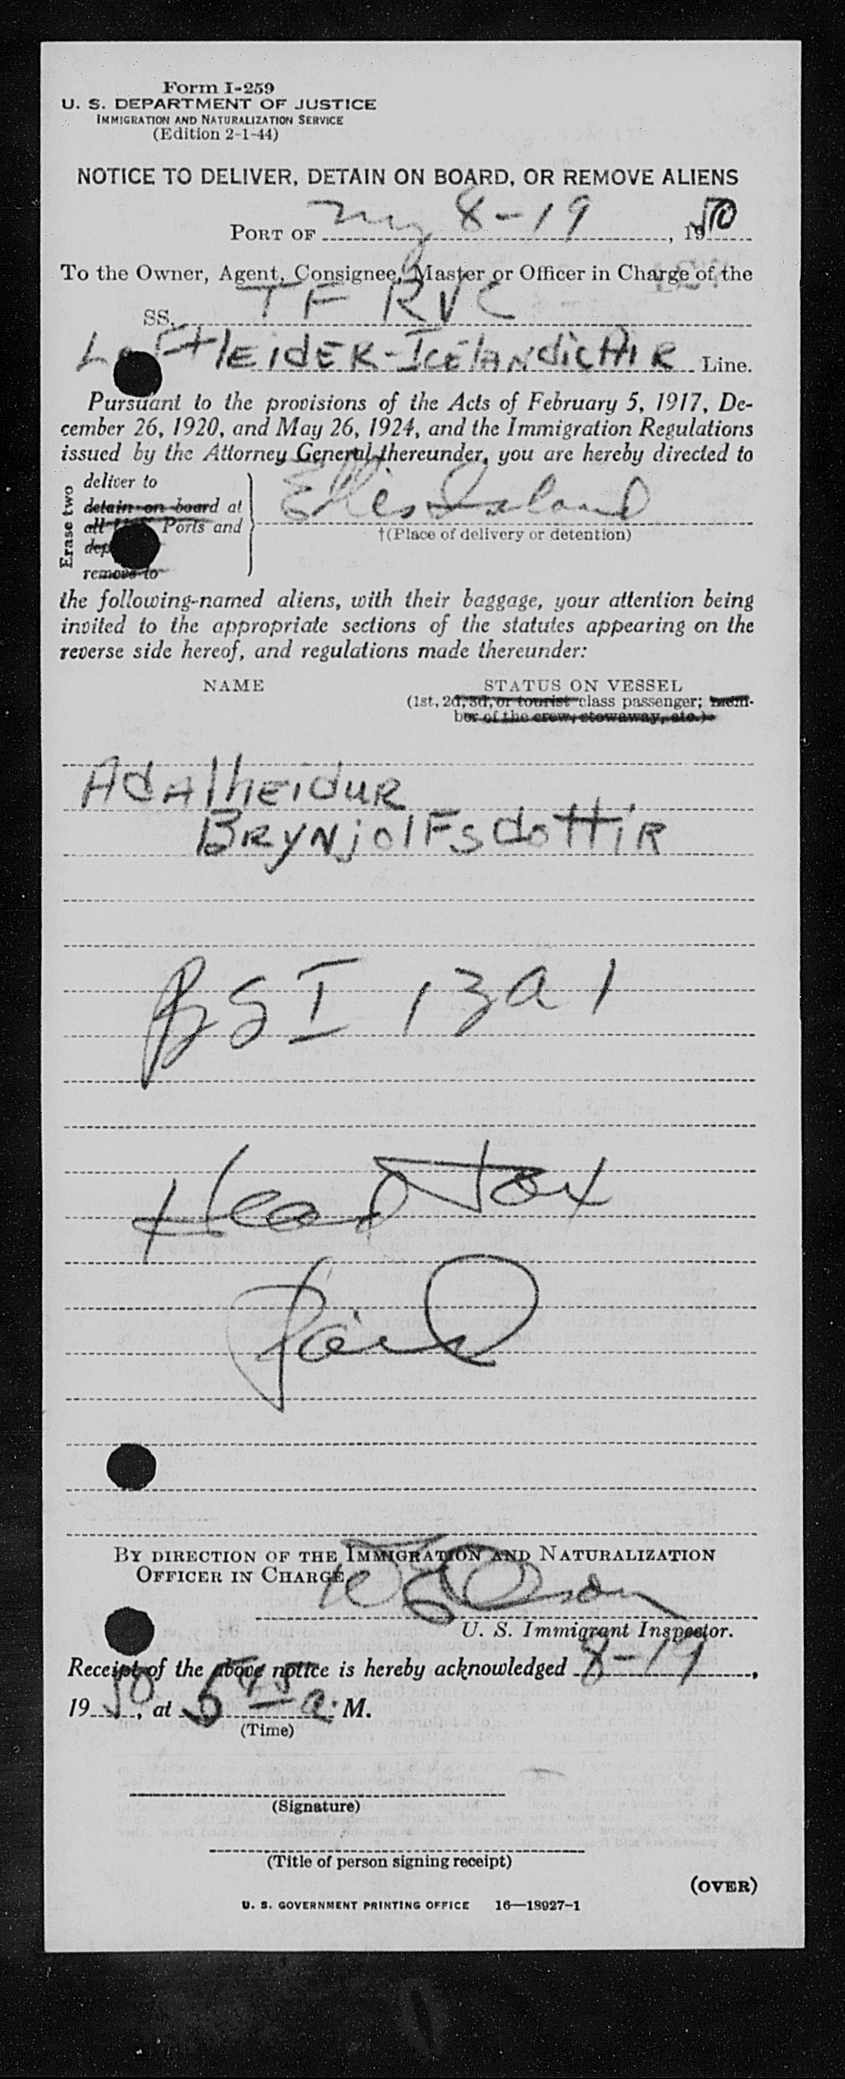 Form I-259
U. S. DEPARTMENT OF JUSTICE
IMMIGRATION AND NATURALIZATION SERVICE
(Edition 2-1-44)
NOTICE TO DELIVER, DETAIN ON BOARD, OR REMOVE ALIENS
PORT OF NY 8-19, 1950
To the Owner, Agent, Consignee, Master or Officer in Charge of the
SS. TF RVC
Loftleider-Icelandic Air Line.
Pursuant to the provisions of the Acts of February 5, 1917, De-
cember 26, 1920, and May 26, 1924, and the Immigration Regulations
issued by the Attorney General thereunder, you are hereby directed to
Erase two
deliver to
detain on board at
all Ports and
remove to
Ellis Island
†(Place of delivery or detention)
the following-named aliens, with their baggage, your attention being
invited to the appropriate sections of the statutes appearing on the
reverse side hereof, and regulations made thereunder:
NAME STATUS ON VESSEL
(1st, 2d, 3d, or tourist class passenger; mem-
ber of the crew, stowaway, etc.)
Adalheidur
Brynjolfsdottir
BSI 13a1
Head Tax
Paid
BY DIRECTION OF THE IMMIGRATION AND NATURALIZATION
OFFICER IN CHARGE
Olson
U. S. Immigrant Inspector.
Receipt of the above notice is hereby acknowledged 8-19,
1950, at 545 a. M.
(Time)
(Signature)
(Title of person signing receipt)
(OVER)
U. S. GOVERNMENT PRINTING OFFICE 16—18927-1